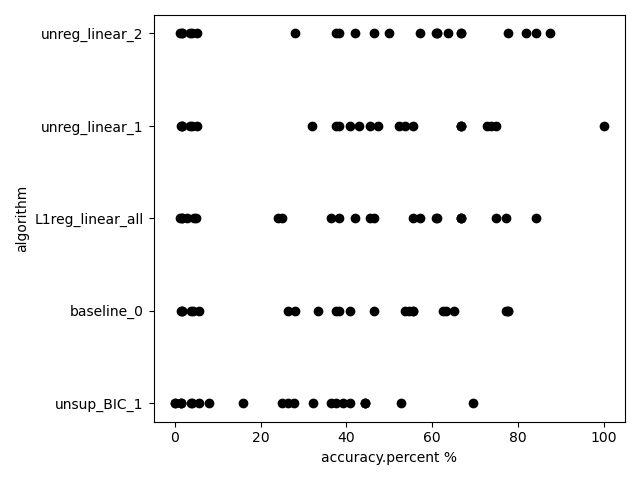 unreg_linear_2
unreg_linear_1
L1reg_linear_all
baseline_0
unsup_BIC_1
algorithm
0 20 40 60 80 100
accuracy.percent %